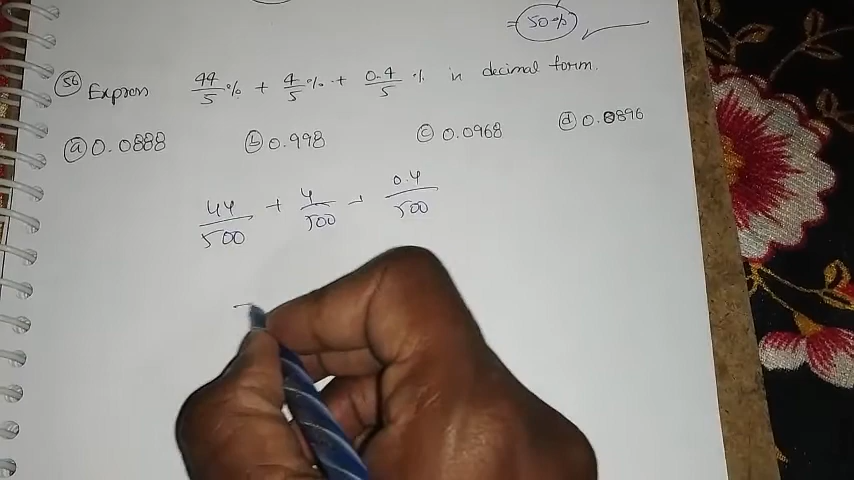 = 50%
56 Express 44/5 % + 4/5 % + 0.4/5 % in decimal form.
(a) 0.0888 (b) 0.998 (c) 0.0968 (d) 0.0896
44/500 + 4/500 + 0.4/500